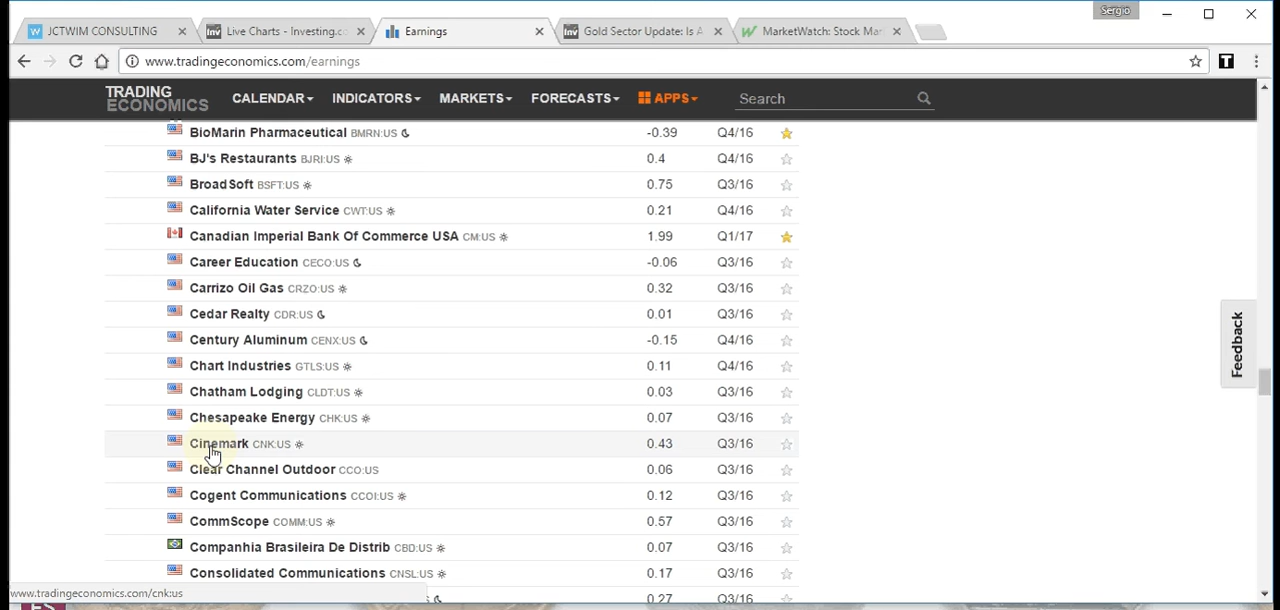 Sergio
JCTWIM CONSULTING
Live Charts - Investing.c
Earnings
Gold Sector Update: Is A
MarketWatch: Stock Mar
www.tradingeconomics.com/earnings
TRADING
ECONOMICS
CALENDAR INDICATORS MARKETS FORECASTS APPS Search
BioMarin Pharmaceutical BMRN:US -0.39 Q4/16
BJ's Restaurants BJRI:US 0.4 Q4/16
BroadSoft BSFT:US 0.75 Q3/16
California Water Service CWT:US 0.21 Q4/16
Canadian Imperial Bank Of Commerce USA CM:US 1.99 Q1/17
Career Education CECO:US -0.06 Q3/16
Carrizo Oil Gas CRZO:US 0.32 Q3/16
Cedar Realty CDR:US 0.01 Q3/16
Century Aluminum CENX:US -0.15 Q4/16
Chart Industries GTLS:US 0.11 Q4/16
Chatham Lodging CLDT:US 0.03 Q3/16
Chesapeake Energy CHK:US 0.07 Q3/16
Cinemark CNK:US 0.43 Q3/16
Clear Channel Outdoor CCO:US 0.06 Q3/16
Cogent Communications CCOI:US 0.12 Q3/16
CommScope COMM:US 0.57 Q3/16
Companhia Brasileira De Distrib CBD:US 0.07 Q3/16
Consolidated Communications CNSL:US 0.17 Q3/16
0.27 Q3/16
Feedback
www.tradingeconomics.com/cnk:us
ES